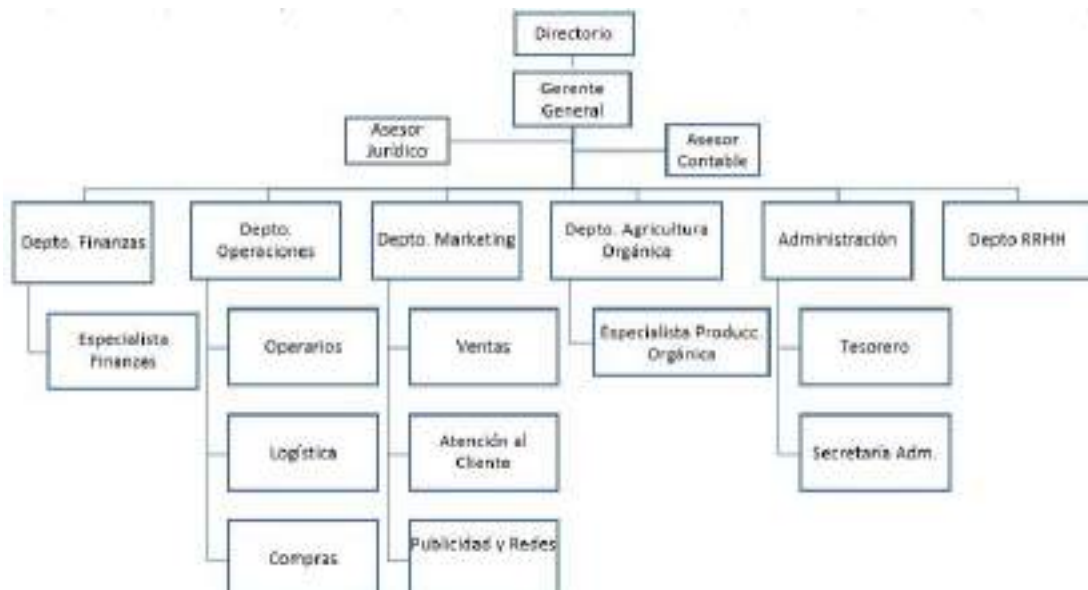 Directorio
Gerente
General
Asesor
Jurídico
Asesor
Contable
Depto. Finanzas
Depto.
Operaciones
Depto. Marketing
Depto. Agricultura
Orgánica
Administración
Depto RRHH
Especialista
Finanzas
Operarios
Ventas
Especialista Producc.
Orgánica
Tesorero
Logística
Atención al
Cliente
Secretaría Adm.
Compras
Publicidad y Redes